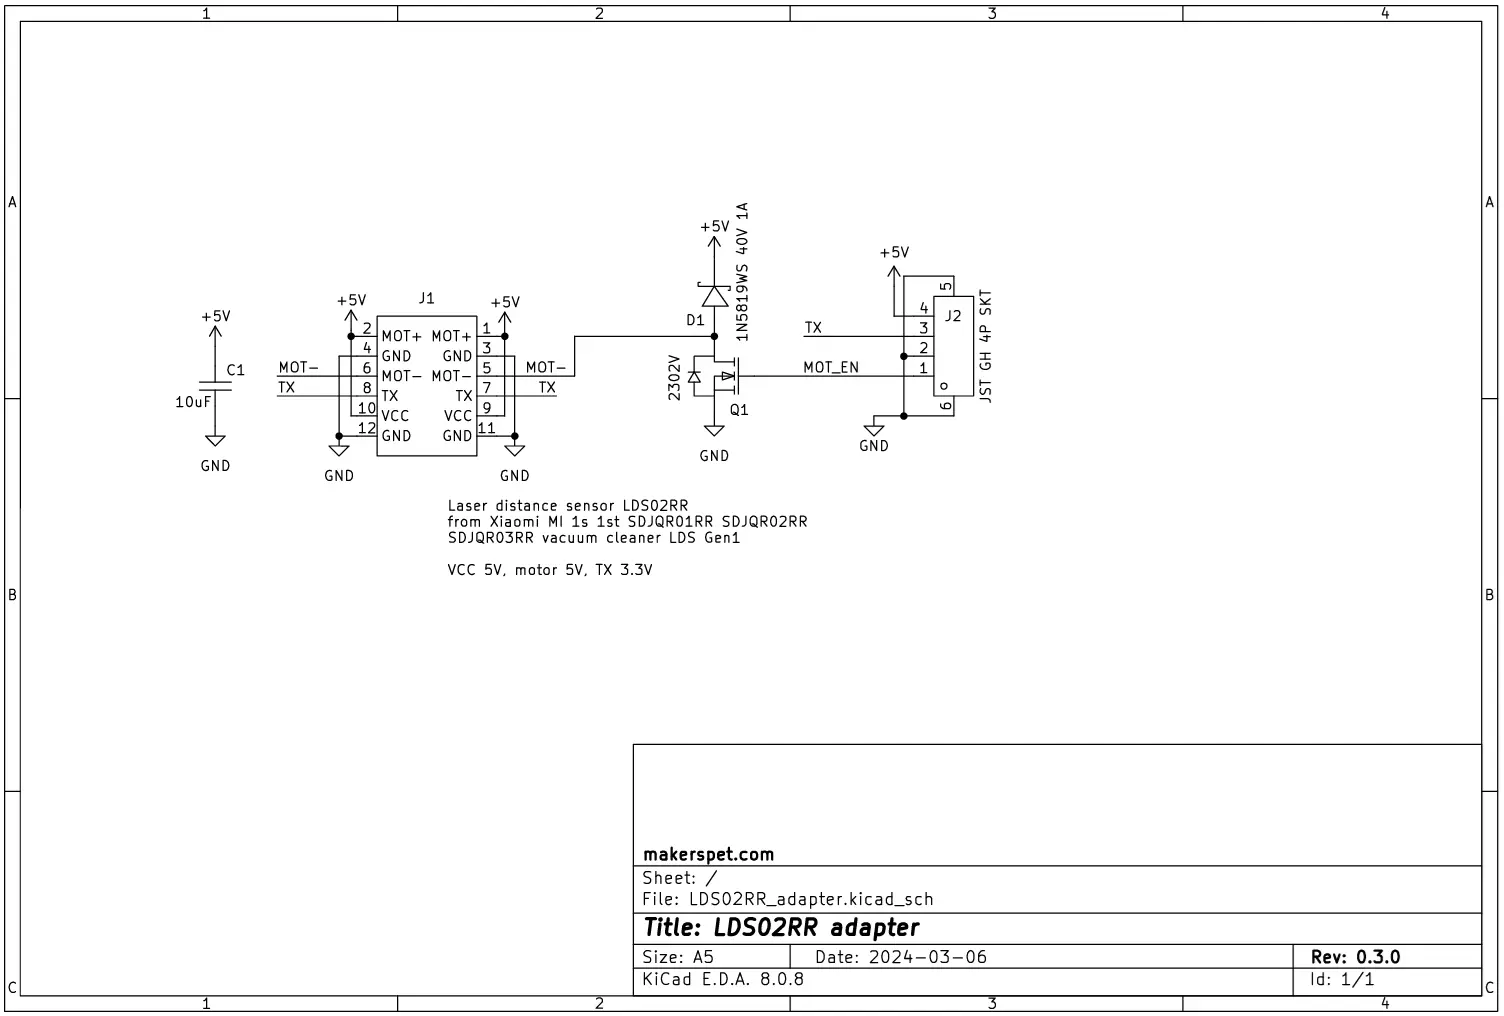 1 2 3 4
A A
B B
C C
+5V
C1
10uF
GND
J1
+5V +5V
2 MOT+ MOT+ 1
4 GND GND 3
MOT- 6 MOT- MOT- 5 MOT-
TX 8 TX TX 7 TX
10 VCC VCC 9
12 GND GND 11
GND GND
+5V
1N5819WS 40V 1A
D1
2302V
Q1
GND
+5V
5
4 J2
TX 3
2
MOT_EN 1
6
JST GH 4P SKT
GND
Laser distance sensor LDS02RR
from Xiaomi MI 1s 1st SDJQR01RR SDJQR02RR
SDJQR03RR vacuum cleaner LDS Gen1
VCC 5V, motor 5V, TX 3.3V
makerspet.com
Sheet: /
File: LDS02RR_adapter.kicad_sch
Title: LDS02RR adapter
Size: A5 Date: 2024-03-06 Rev: 0.3.0
KiCad E.D.A. 8.0.8 Id: 1/1
1 2 3 4